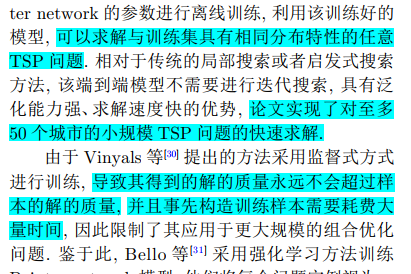 ter network 的参数进行离线训练, 利用该训练好的
模型, 可以求解与训练集具有相同分布特性的任意
TSP 问题. 相对于传统的局部搜索或者启发式搜索
方法, 该端到端模型不需要进行迭代搜索, 具有泛
化能力强、求解速度快的优势, 论文实现了对至多
50 个城市的小规模 TSP 问题的快速求解.
由于 Vinyals 等[30] 提出的方法采用监督式方式
进行训练, 导致其得到的解的质量永远不会超过样
本的解的质量, 并且事先构造训练样本需要耗费大
量时间, 因此限制了其应用于更大规模的组合优化
问题. 鉴于此, Bello 等[31] 采用强化学习方法训练